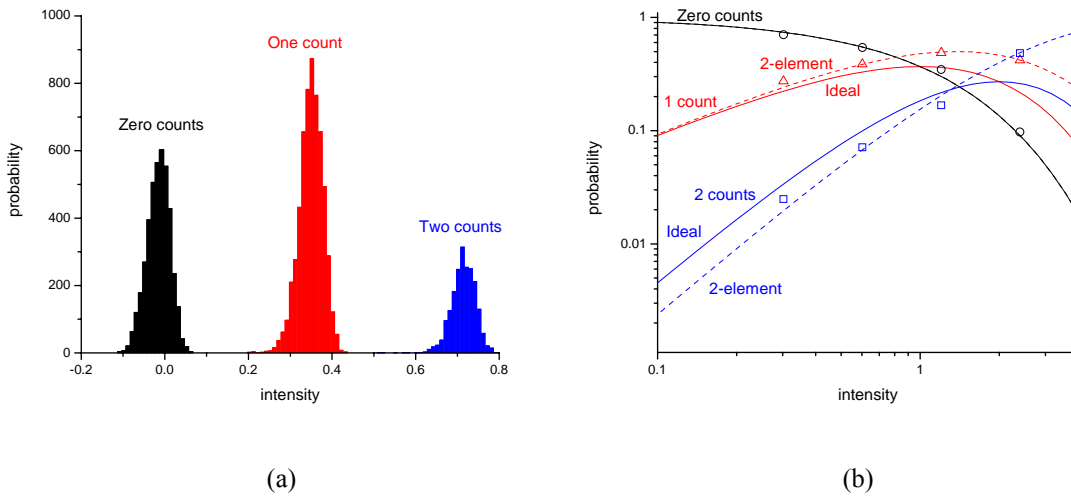 1000
800
600
400
200
0
probability
-0.2 0.0 0.2 0.4 0.6 0.8
intensity
Zero counts
One count
Two counts
(a)
1
0.1
0.01
probability
0.1 1
intensity
Zero counts
2-element
Ideal
1 count
2 counts
Ideal
2-element
(b)